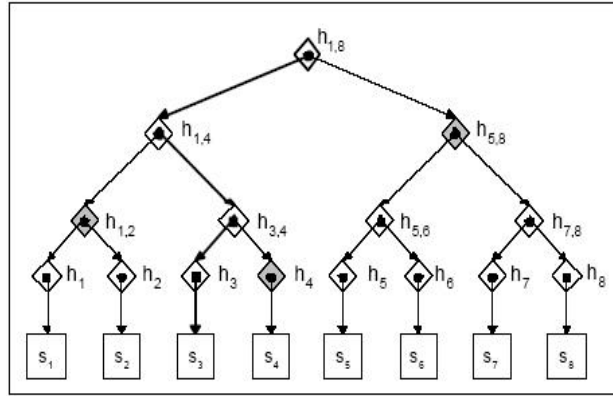 h1,8
h1,4 h5,8
h1,2 h3,4 h5,6 h7,8
h1 h2 h3 h4 h5 h6 h7 h8
s1 s2 s3 s4 s5 s6 s7 s8